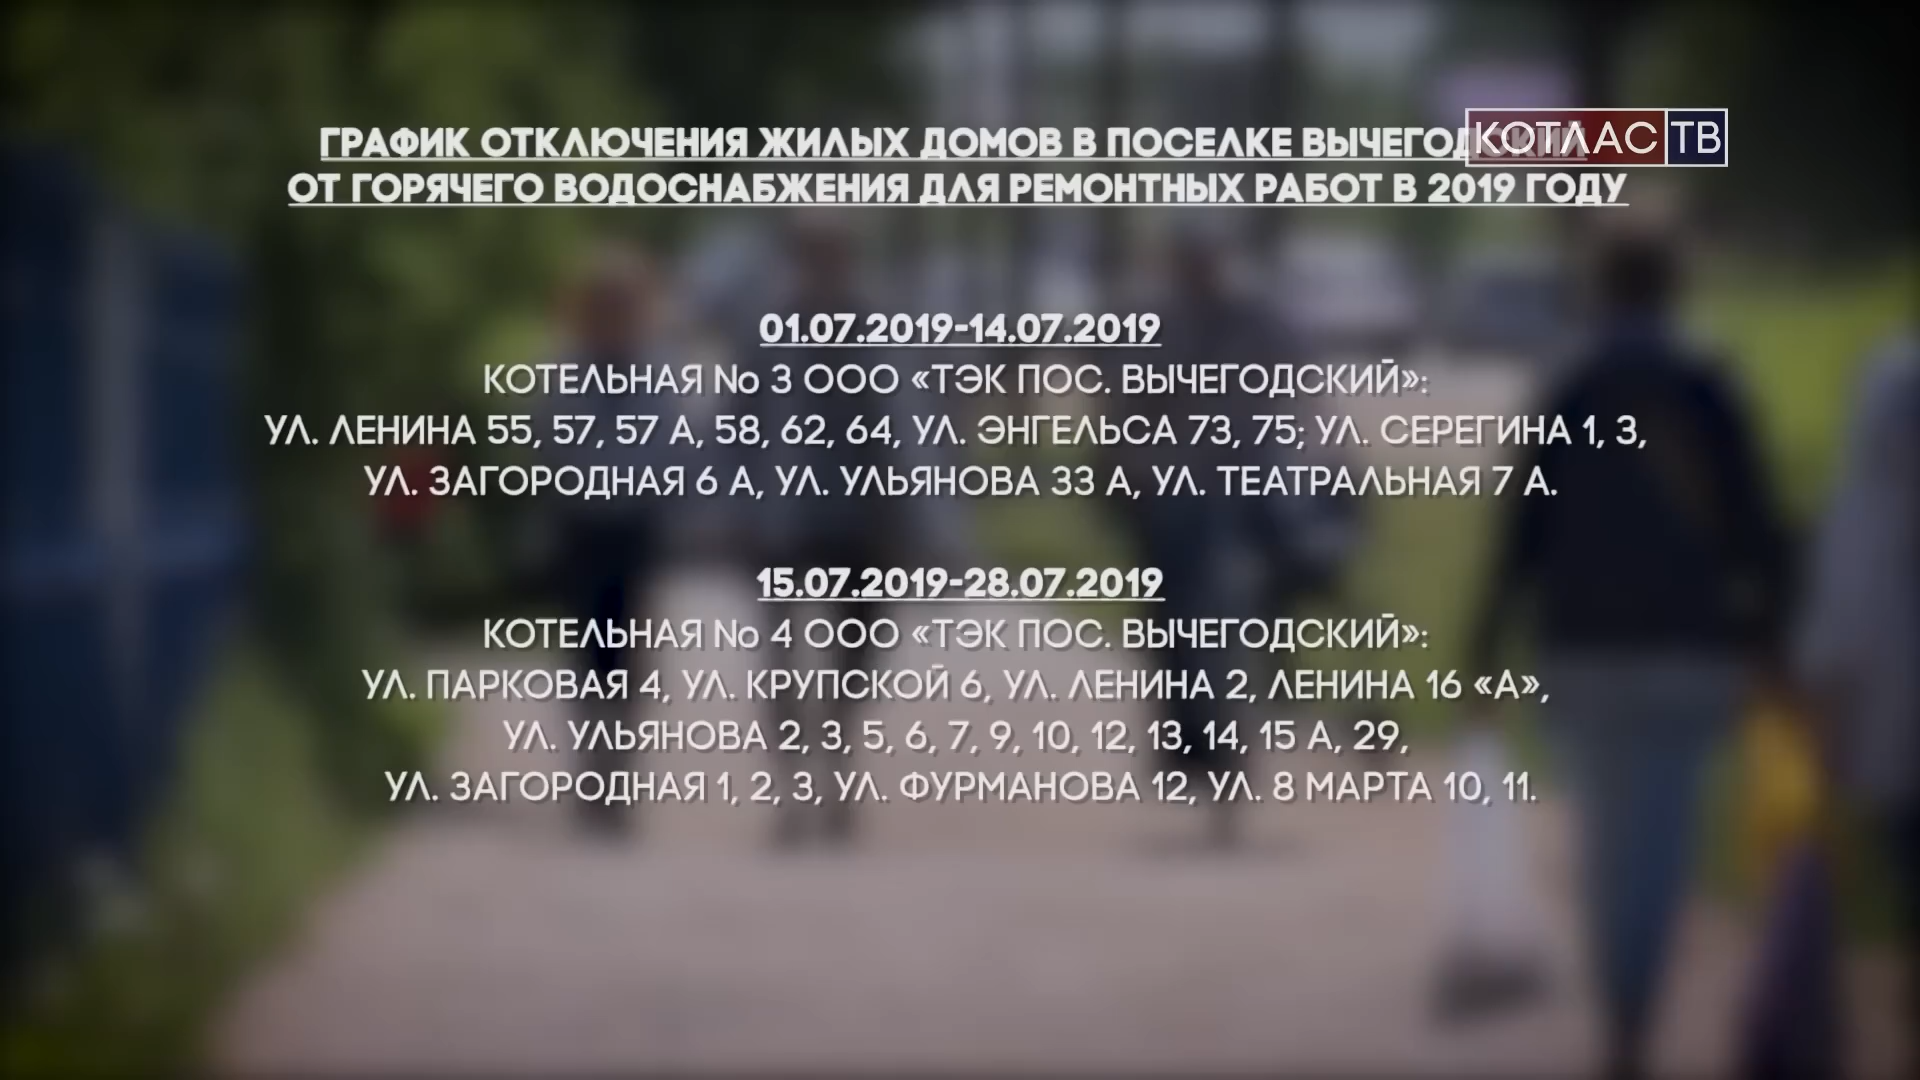 ГРАФИК ОТКЛЮЧЕНИЯ ЖИЛЫХ ДОМОВ В ПОСЕЛКЕ ВЫЧЕГОДСКИЙ
КОТЛАС ТВ
ОТ ГОРЯЧЕГО ВОДОСНАБЖЕНИЯ ДЛЯ РЕМОНТНЫХ РАБОТ В 2019 ГОДУ
01.07.2019-14.07.2019
КОТЕЛЬНАЯ № 3 ООО «ТЭК ПОС. ВЫЧЕГОДСКИЙ»:
УЛ. ЛЕНИНА 55, 57, 57 А, 58, 62, 64, УЛ. ЭНГЕЛЬСА 73, 75; УЛ. СЕРЕГИНА 1, 3,
УЛ. ЗАГОРОДНАЯ 6 А, УЛ. УЛЬЯНОВА 33 А, УЛ. ТЕАТРАЛЬНАЯ 7 А.
15.07.2019-28.07.2019
КОТЕЛЬНАЯ № 4 ООО «ТЭК ПОС. ВЫЧЕГОДСКИЙ»:
УЛ. ПАРКОВАЯ 4, УЛ. КРУПСКОЙ 6, УЛ. ЛЕНИНА 2, ЛЕНИНА 16 «А»,
УЛ. УЛЬЯНОВА 2, 3, 5, 6, 7, 9, 10, 12, 13, 14, 15 А, 29,
УЛ. ЗАГОРОДНАЯ 1, 2, 3, УЛ. ФУРМАНОВА 12, УЛ. 8 МАРТА 10, 11.